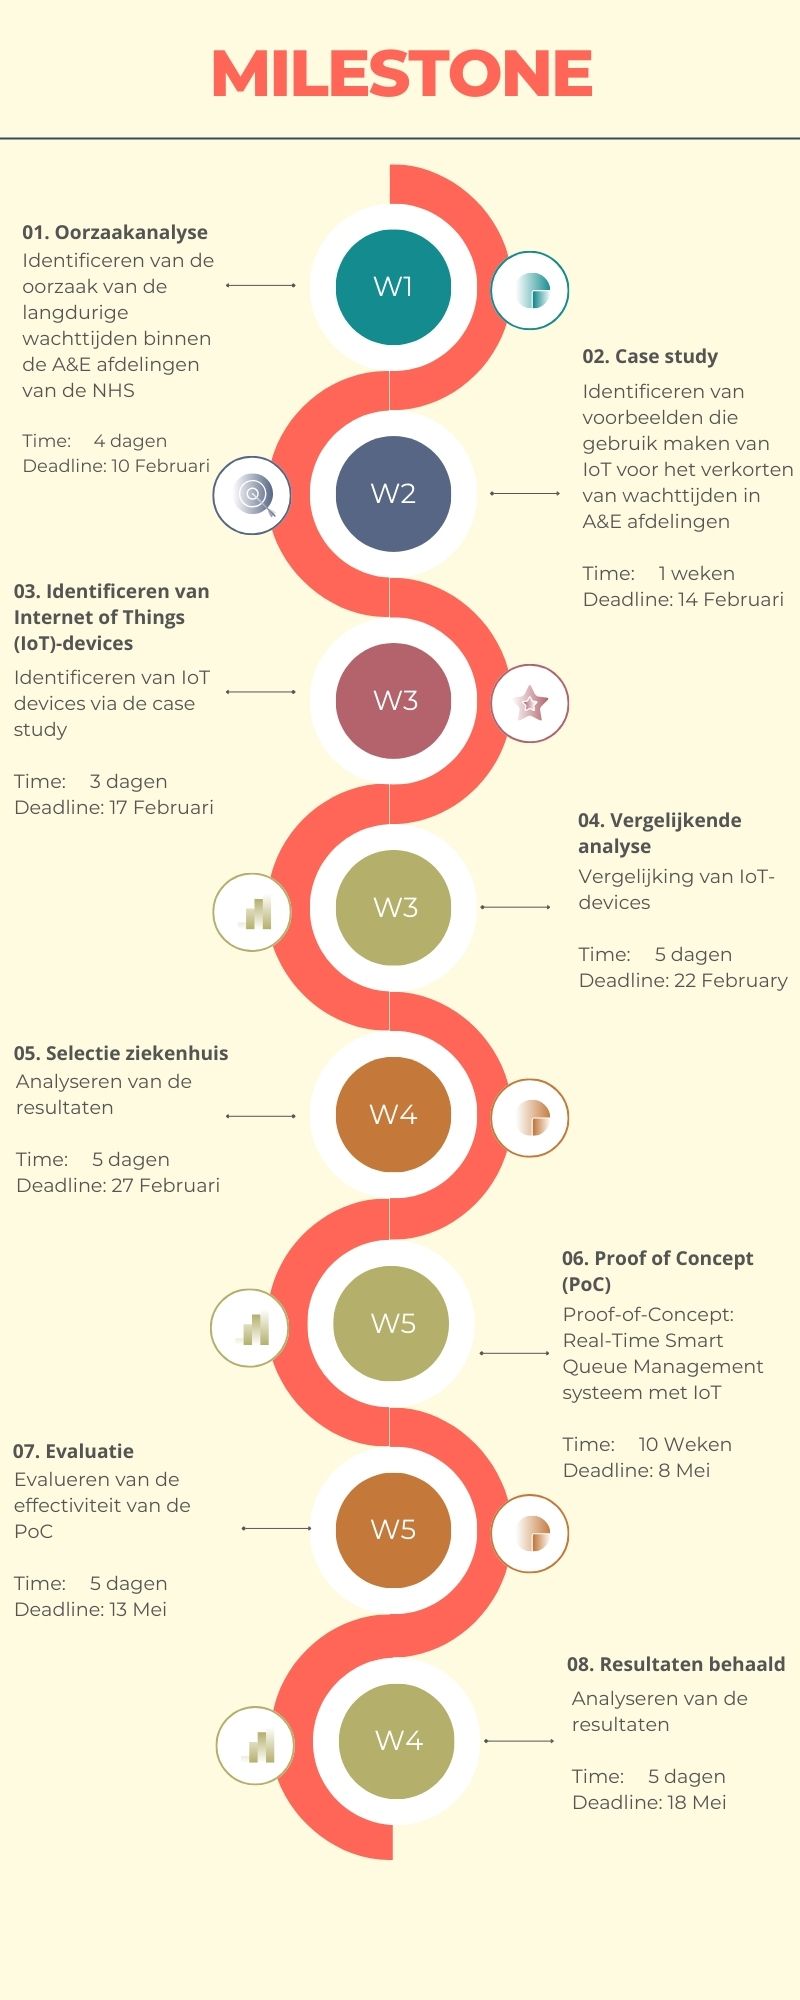 MILESTONE
01. Oorzaakanalyse
Identificeren van de
oorzaak van de
langdurige
wachttijden binnen
de A&E afdelingen
van de NHS
Time: 4 dagen
Deadline: 10 Februari
W1
02. Case study
Identificeren van
voorbeelden die
gebruik maken van
IoT voor het verkorten
van wachttijden in
A&E afdelingen
Time: 1 weken
Deadline: 14 Februari
W2
03. Identificeren van
Internet of Things
(IoT)-devices
Identificeren van IoT
devices via de case
study
Time: 3 dagen
Deadline: 17 Februari
W3
04. Vergelijkende
analyse
Vergelijking van IoT-
devices
Time: 5 dagen
Deadline: 22 February
W3
05. Selectie ziekenhuis
Analyseren van de
resultaten
Time: 5 dagen
Deadline: 27 Februari
W4
06. Proof of Concept
(PoC)
Proof-of-Concept:
Real-Time Smart
Queue Management
systeem met IoT
Time: 10 Weken
Deadline: 8 Mei
W5
07. Evaluatie
Evalueren van de
effectiviteit van de
PoC
Time: 5 dagen
Deadline: 13 Mei
W5
08. Resultaten behaald
Analyseren van de
resultaten
Time: 5 dagen
Deadline: 18 Mei
W4